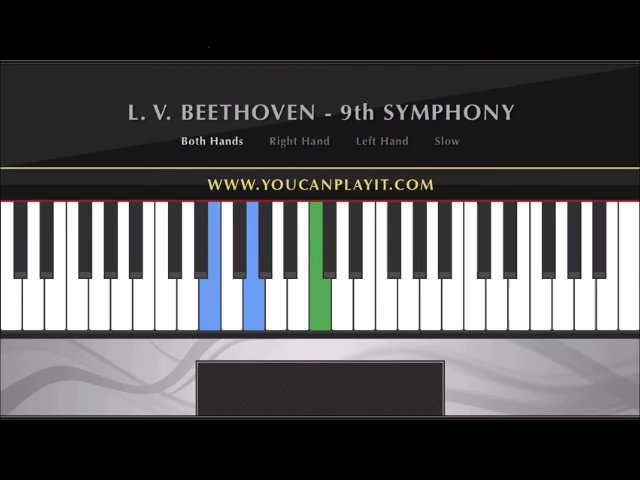 L. V. BEETHOVEN - 9th SYMPHONY
Both Hands Right Hand Left Hand Slow
WWW.YOUCANPLAYIT.COM